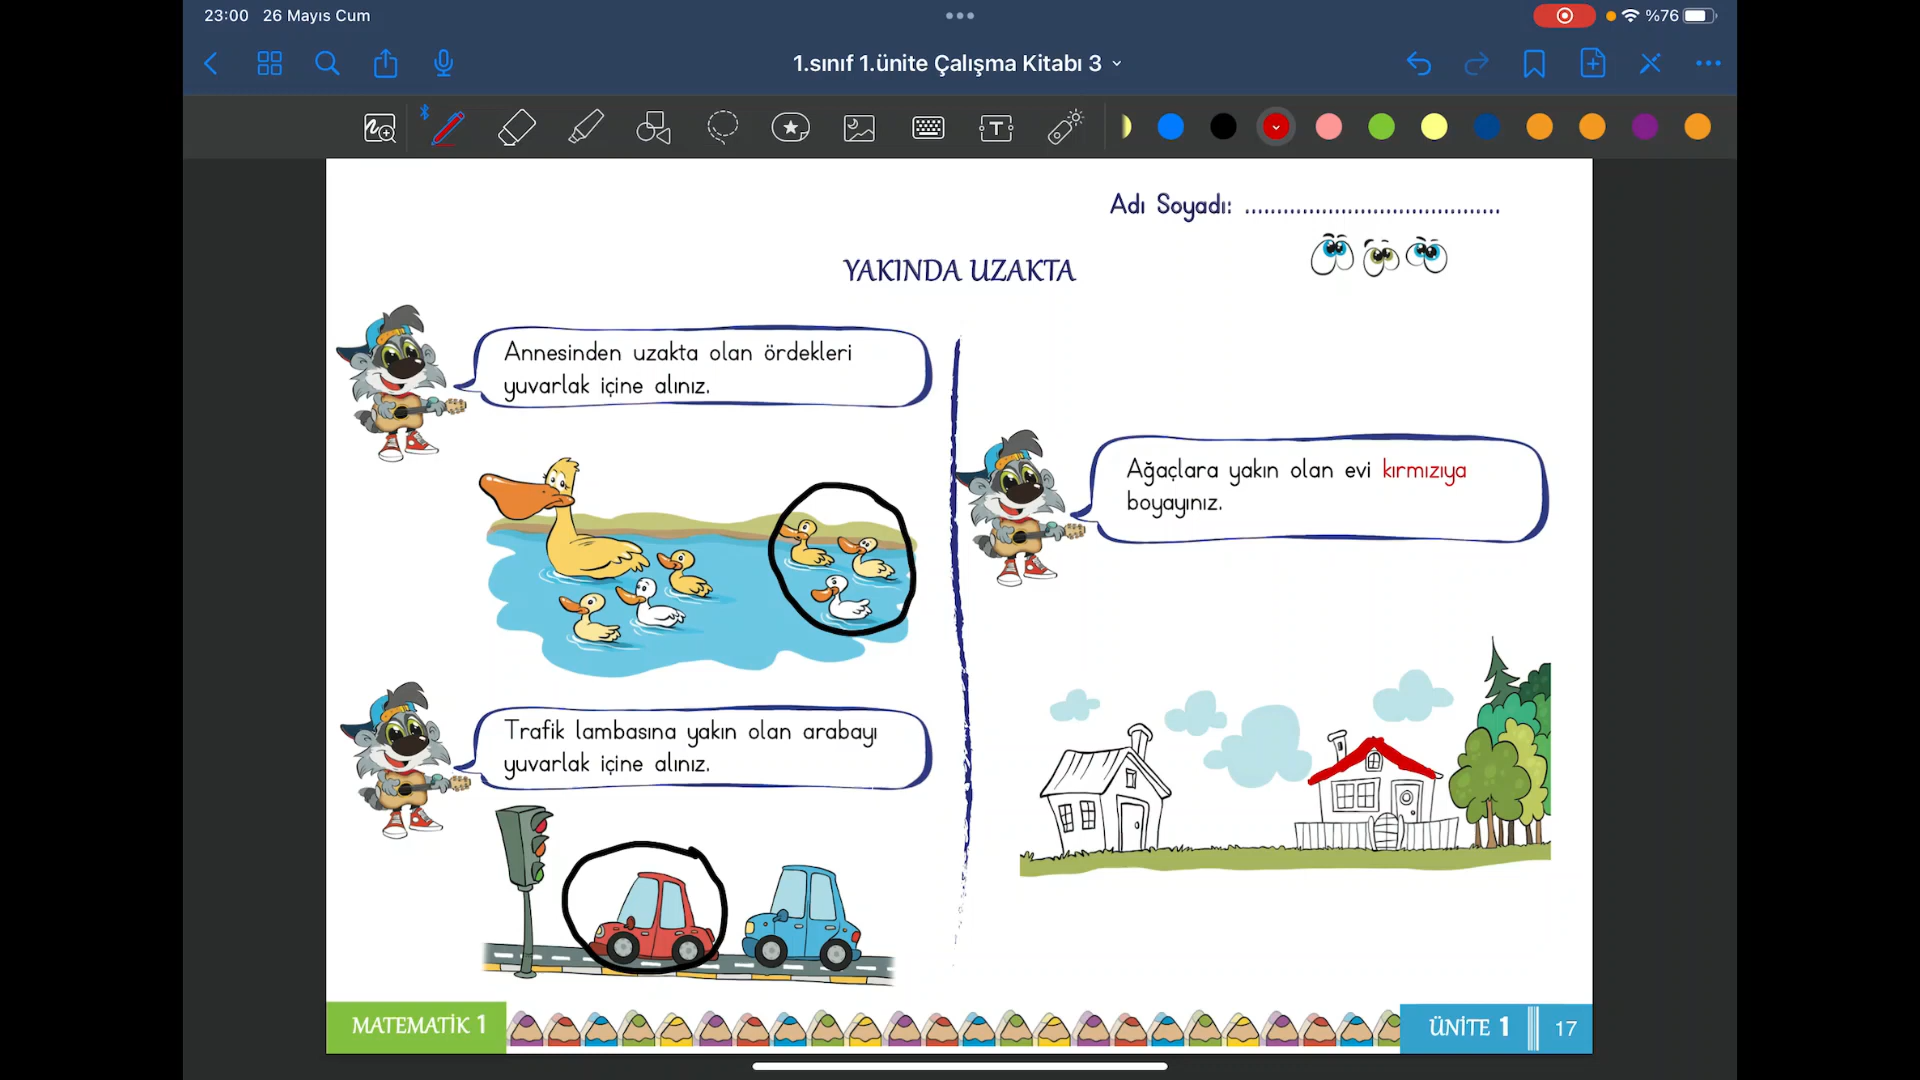 23:00 26 Mayıs Cum
%76
1.sınıf 1.ünite Çalışma Kitabı 3
T
Adı Soyadı: ........................................
YAKINDA UZAKTA
Annesinden uzakta olan ördekleri
yuvarlak içine alınız.
Trafik lambasına yakın olan arabayı
yuvarlak içine alınız.
Ağaçlara yakın olan evi kırmızıya
boyayınız.
MATEMATİK 1
ÜNİTE 1
17